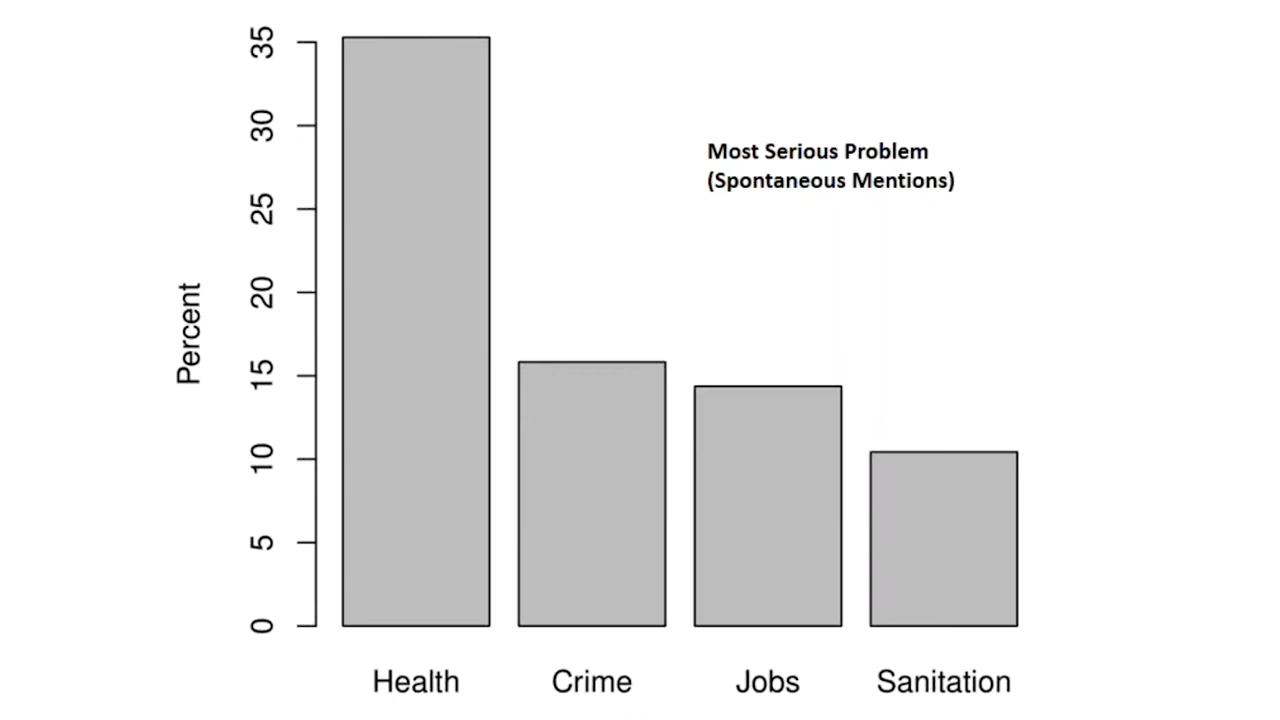 35
30
25
20
15
10
5
0
Percent
Most Serious Problem
(Spontaneous Mentions)
Health Crime Jobs Sanitation